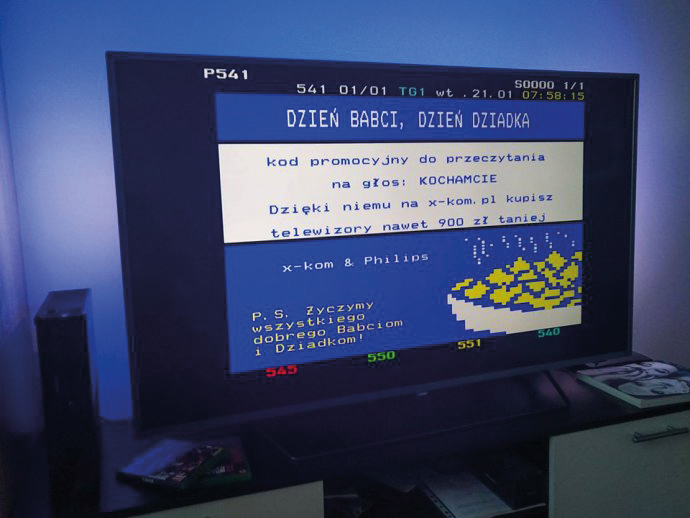 P541
S0000 1/1
541 01/01 TG1 wt .21.01 07:58:15
DZIEŃ BABCI, DZIEŃ DZIADKA
kod promocyjny do przeczytania
na głos: KOCHAMCIE
Dzięki niemu na x-kom.pl kupisz
telewizory nawet 900 zł taniej
x-kom & Philips
P.S. Życzymy
wszystkiego
dobrego Babciom
i Dziadkom!
545 550 551 540